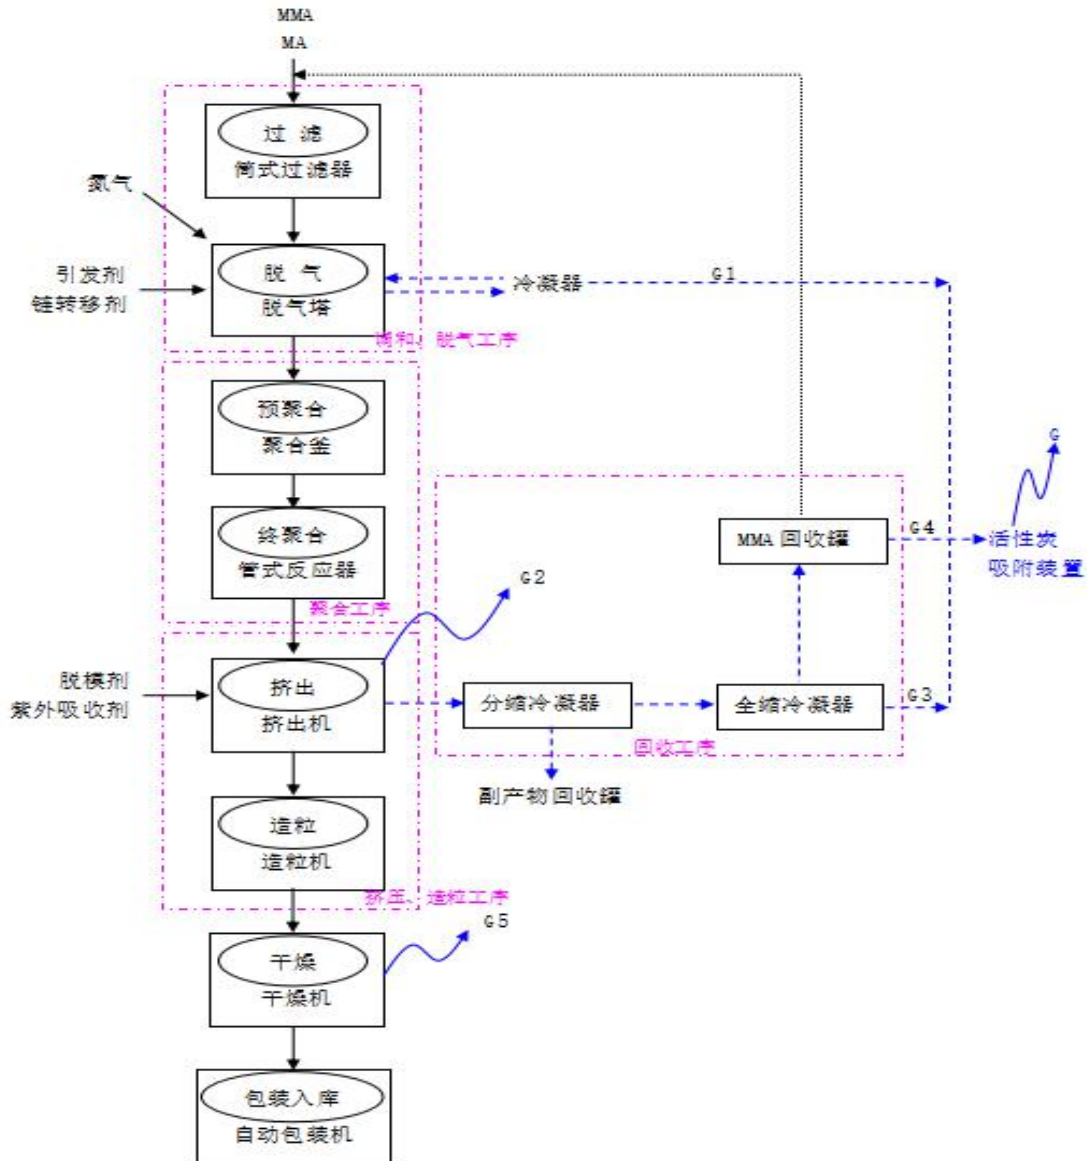 MMA
MA
过 滤
筒式过滤器
氮气
引发剂
链转移剂
脱 气
脱气塔
冷凝器
G1
调和、脱气工序
预聚合
聚合釜
终聚合
管式反应器
聚合工序
G
MMA 回收罐
G4
活性炭
吸附装置
G2
脱模剂
紫外吸收剂
挤出
挤出机
分缩冷凝器
全缩冷凝器
G3
回收工序
副产物回收罐
造粒
造粒机
挤压、造粒工序
G5
干燥
干燥机
包装入库
自动包装机